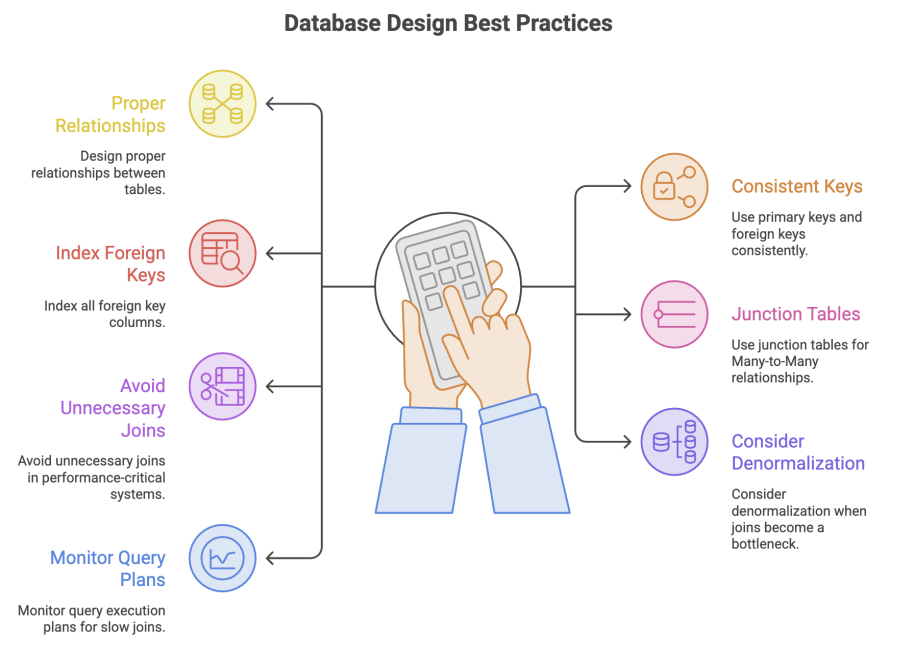 Database Design Best Practices
Proper
Relationships
Design proper
relationships between
tables.
Index Foreign
Keys
Index all foreign key
columns.
Avoid
Unnecessary
Joins
Avoid unnecessary joins
in performance-critical
systems.
Monitor Query
Plans
Monitor query execution
plans for slow joins.
Consistent Keys
Use primary keys and
foreign keys
consistently.
Junction Tables
Use junction tables for
Many-to-Many
relationships.
Consider
Denormalization
Consider
denormalization when
joins become a
bottleneck.